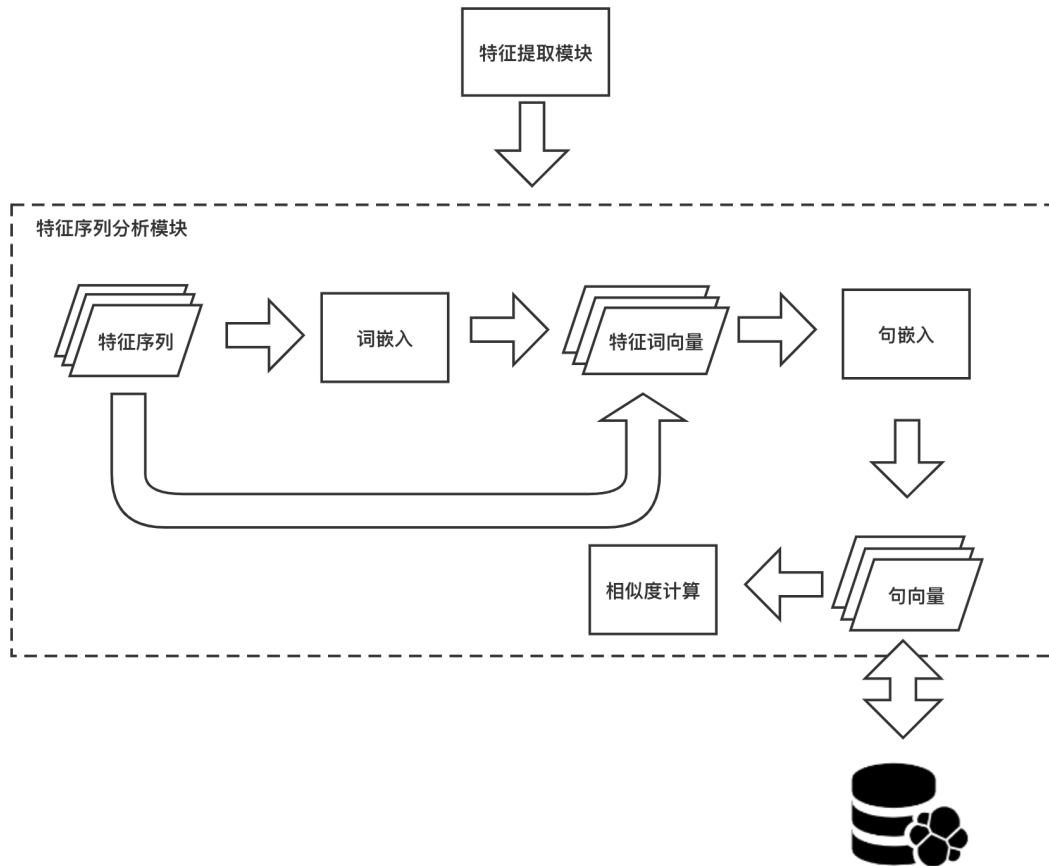 特征提取模块
特征序列分析模块
特征序列
词嵌入
特征词向量
句嵌入
相似度计算
句向量